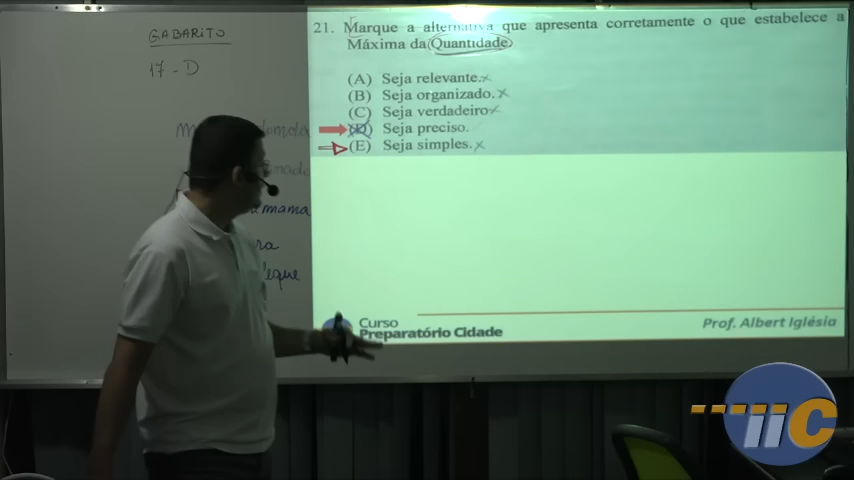 GABARITO
17 - D
21. Marque a alternativa que apresenta corretamente o que estabelece a
Máxima da Quantidade.
(A) Seja relevante.
(B) Seja organizado.
(C) Seja verdadeiro
(D) Seja preciso.
(E) Seja simples.
Curso
Preparatório Cidade
Prof. Albert Iglésia
iiC